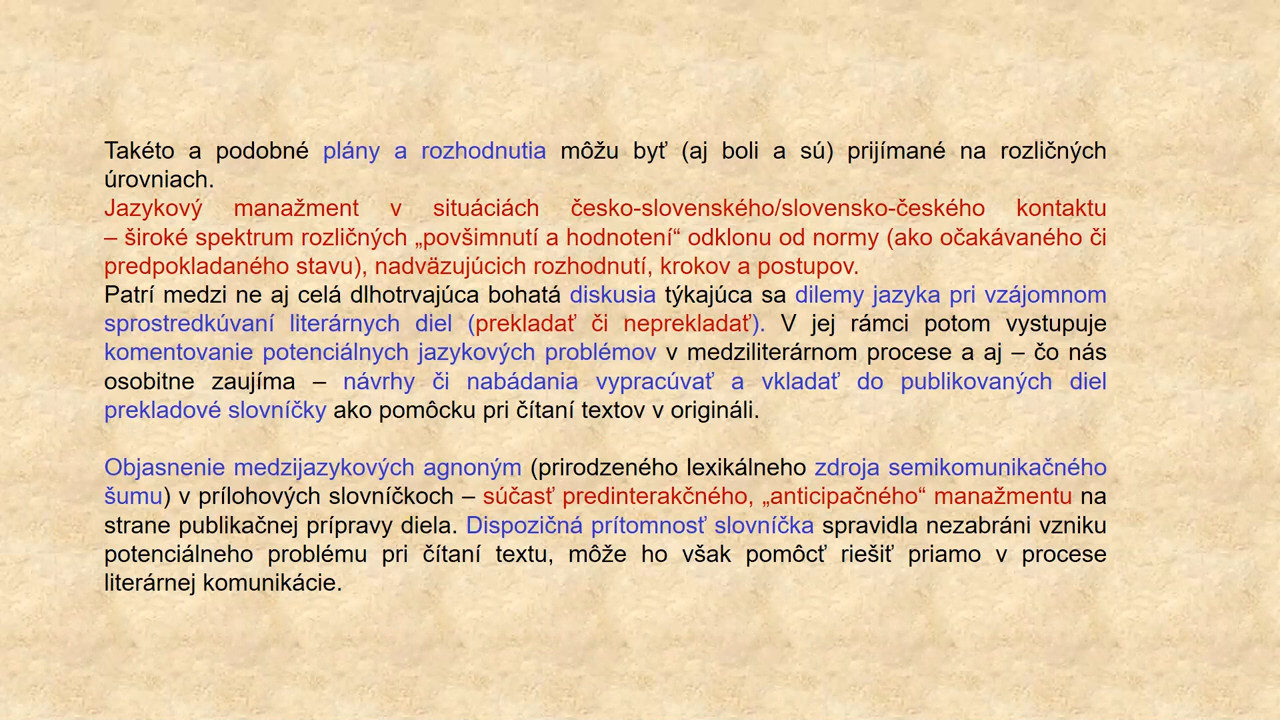 Takéto a podobné plány a rozhodnutia môžu byť (aj boli a sú) prijímané na rozličných
úrovniach.
Jazykový manažment v situáciách česko-slovenského/slovensko-českého kontaktu
– široké spektrum rozličných „povšimnutí a hodnotení“ odklonu od normy (ako očakávaného či
predpokladaného stavu), nadväzujúcich rozhodnutí, krokov a postupov.
Patrí medzi ne aj celá dlhotrvajúca bohatá diskusia týkajúca sa dilemy jazyka pri vzájomnom
sprostredkúvaní literárnych diel (prekladať či neprekladať). V jej rámci potom vystupuje
komentovanie potenciálnych jazykových problémov v medziliterárnom procese a aj – čo nás
osobitne zaujíma – návrhy či nabádania vypracúvať a vkladať do publikovaných diel
prekladové slovníčky ako pomôcku pri čítaní textov v origináli.
Objasnenie medzijazykových agnoným (prirodzeného lexikálneho zdroja semikomunikačného
šumu) v prílohových slovníčkoch – súčasť predinterakčného, „anticipačného“ manažmentu na
strane publikačnej prípravy diela. Dispozičná prítomnosť slovníčka spravidla nezabráni vzniku
potenciálneho problému pri čítaní textu, môže ho však pomôcť riešiť priamo v procese
literárnej komunikácie.